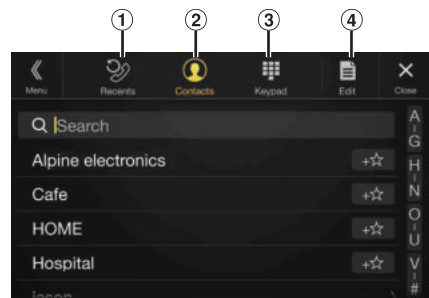 1 2 3 4
Menu Recents Contacts Keypad Edit Close
Search
Alpine electronics
Cafe
HOME
Hospital
A
G
H
N
O
U
V
#